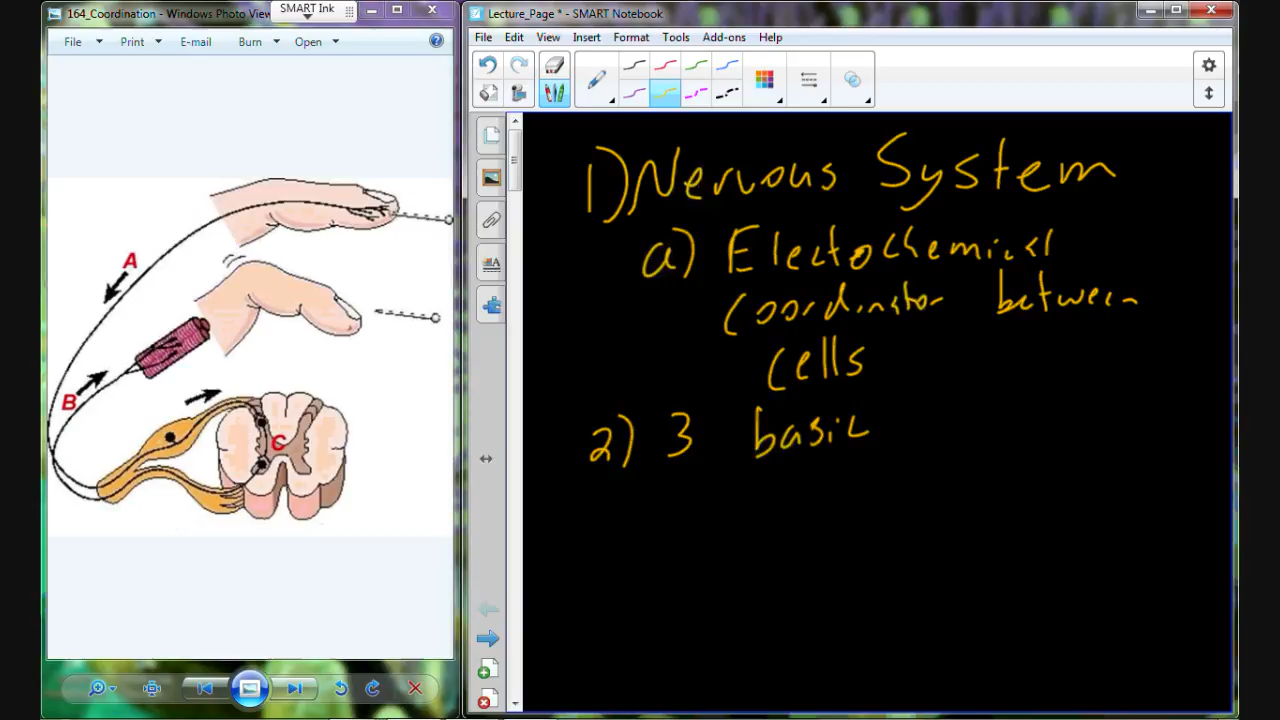 164_Coordination - Windows Photo View
SMART Ink
File Print E-mail Burn Open
A
B
C
Lecture_Page * - SMART Notebook
File Edit View Insert Format Tools Add-ons Help
1) Nervous System
a) Electochemical
coordinator between
cells
2) 3 basic